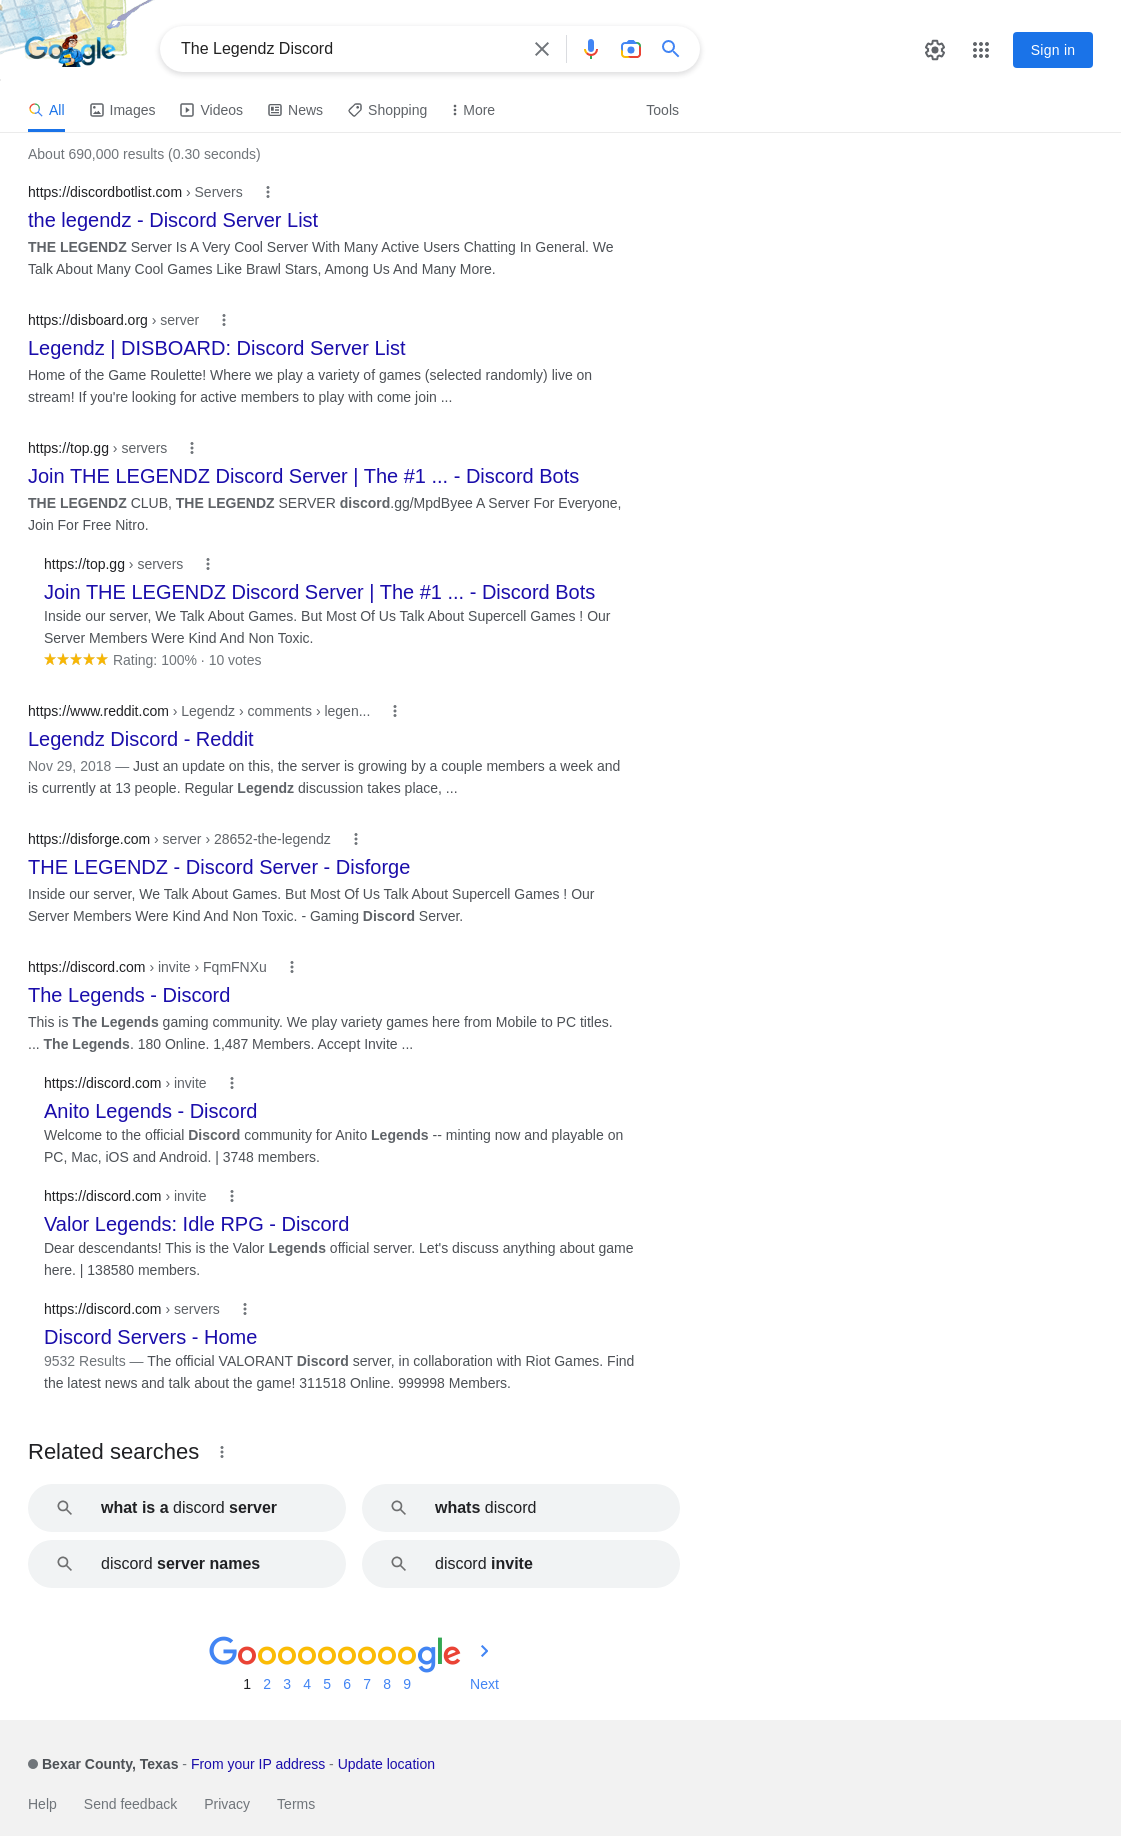 Google
The Legendz Discord
Sign in
All Images Videos News Shopping More Tools
About 690,000 results (0.30 seconds)
https://discordbotlist.com › Servers
the legendz - Discord Server List
THE LEGENDZ Server Is A Very Cool Server With Many Active Users Chatting In General. We
Talk About Many Cool Games Like Brawl Stars, Among Us And Many More.
https://disboard.org › server
Legendz | DISBOARD: Discord Server List
Home of the Game Roulette! Where we play a variety of games (selected randomly) live on
stream! If you're looking for active members to play with come join ...
https://top.gg › servers
Join THE LEGENDZ Discord Server | The #1 ... - Discord Bots
THE LEGENDZ CLUB, THE LEGENDZ SERVER discord.gg/MpdByee A Server For Everyone,
Join For Free Nitro.
https://top.gg › servers
Join THE LEGENDZ Discord Server | The #1 ... - Discord Bots
Inside our server, We Talk About Games. But Most Of Us Talk About Supercell Games ! Our
Server Members Were Kind And Non Toxic.
Rating: 100% · 10 votes
https://www.reddit.com › Legendz › comments › legen...
Legendz Discord - Reddit
Nov 29, 2018 — Just an update on this, the server is growing by a couple members a week and
is currently at 13 people. Regular Legendz discussion takes place, ...
https://disforge.com › server › 28652-the-legendz
THE LEGENDZ - Discord Server - Disforge
Inside our server, We Talk About Games. But Most Of Us Talk About Supercell Games ! Our
Server Members Were Kind And Non Toxic. - Gaming Discord Server.
https://discord.com › invite › FqmFNXu
The Legends - Discord
This is The Legends gaming community. We play variety games here from Mobile to PC titles.
... The Legends. 180 Online. 1,487 Members. Accept Invite ...
https://discord.com › invite
Anito Legends - Discord
Welcome to the official Discord community for Anito Legends -- minting now and playable on
PC, Mac, iOS and Android. | 3748 members.
https://discord.com › invite
Valor Legends: Idle RPG - Discord
Dear descendants! This is the Valor Legends official server. Let's discuss anything about game
here. | 138580 members.
https://discord.com › servers
Discord Servers - Home
9532 Results — The official VALORANT Discord server, in collaboration with Riot Games. Find
the latest news and talk about the game! 311518 Online. 999998 Members.
Related searches
what is a discord server
whats discord
discord server names
discord invite
Goooooooooogle
1 2 3 4 5 6 7 8 9 Next
Bexar County, Texas - From your IP address - Update location
Help Send feedback Privacy Terms